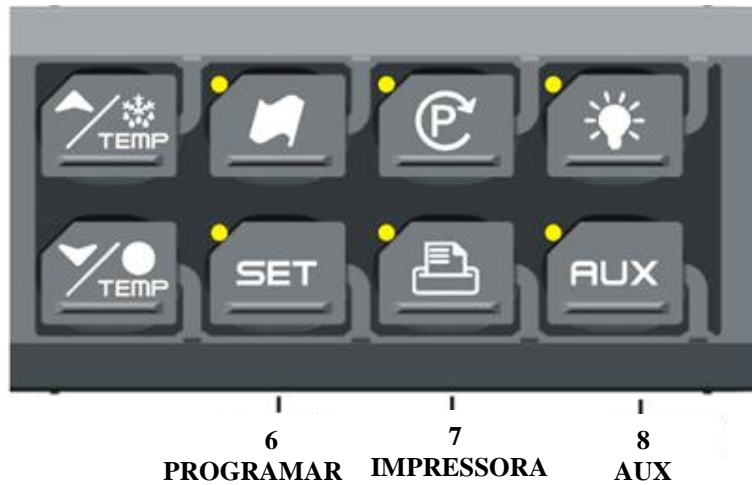 TEMP
P
TEMP
SET
AUX
6
7
8
PROGRAMAR
IMPRESSORA
AUX